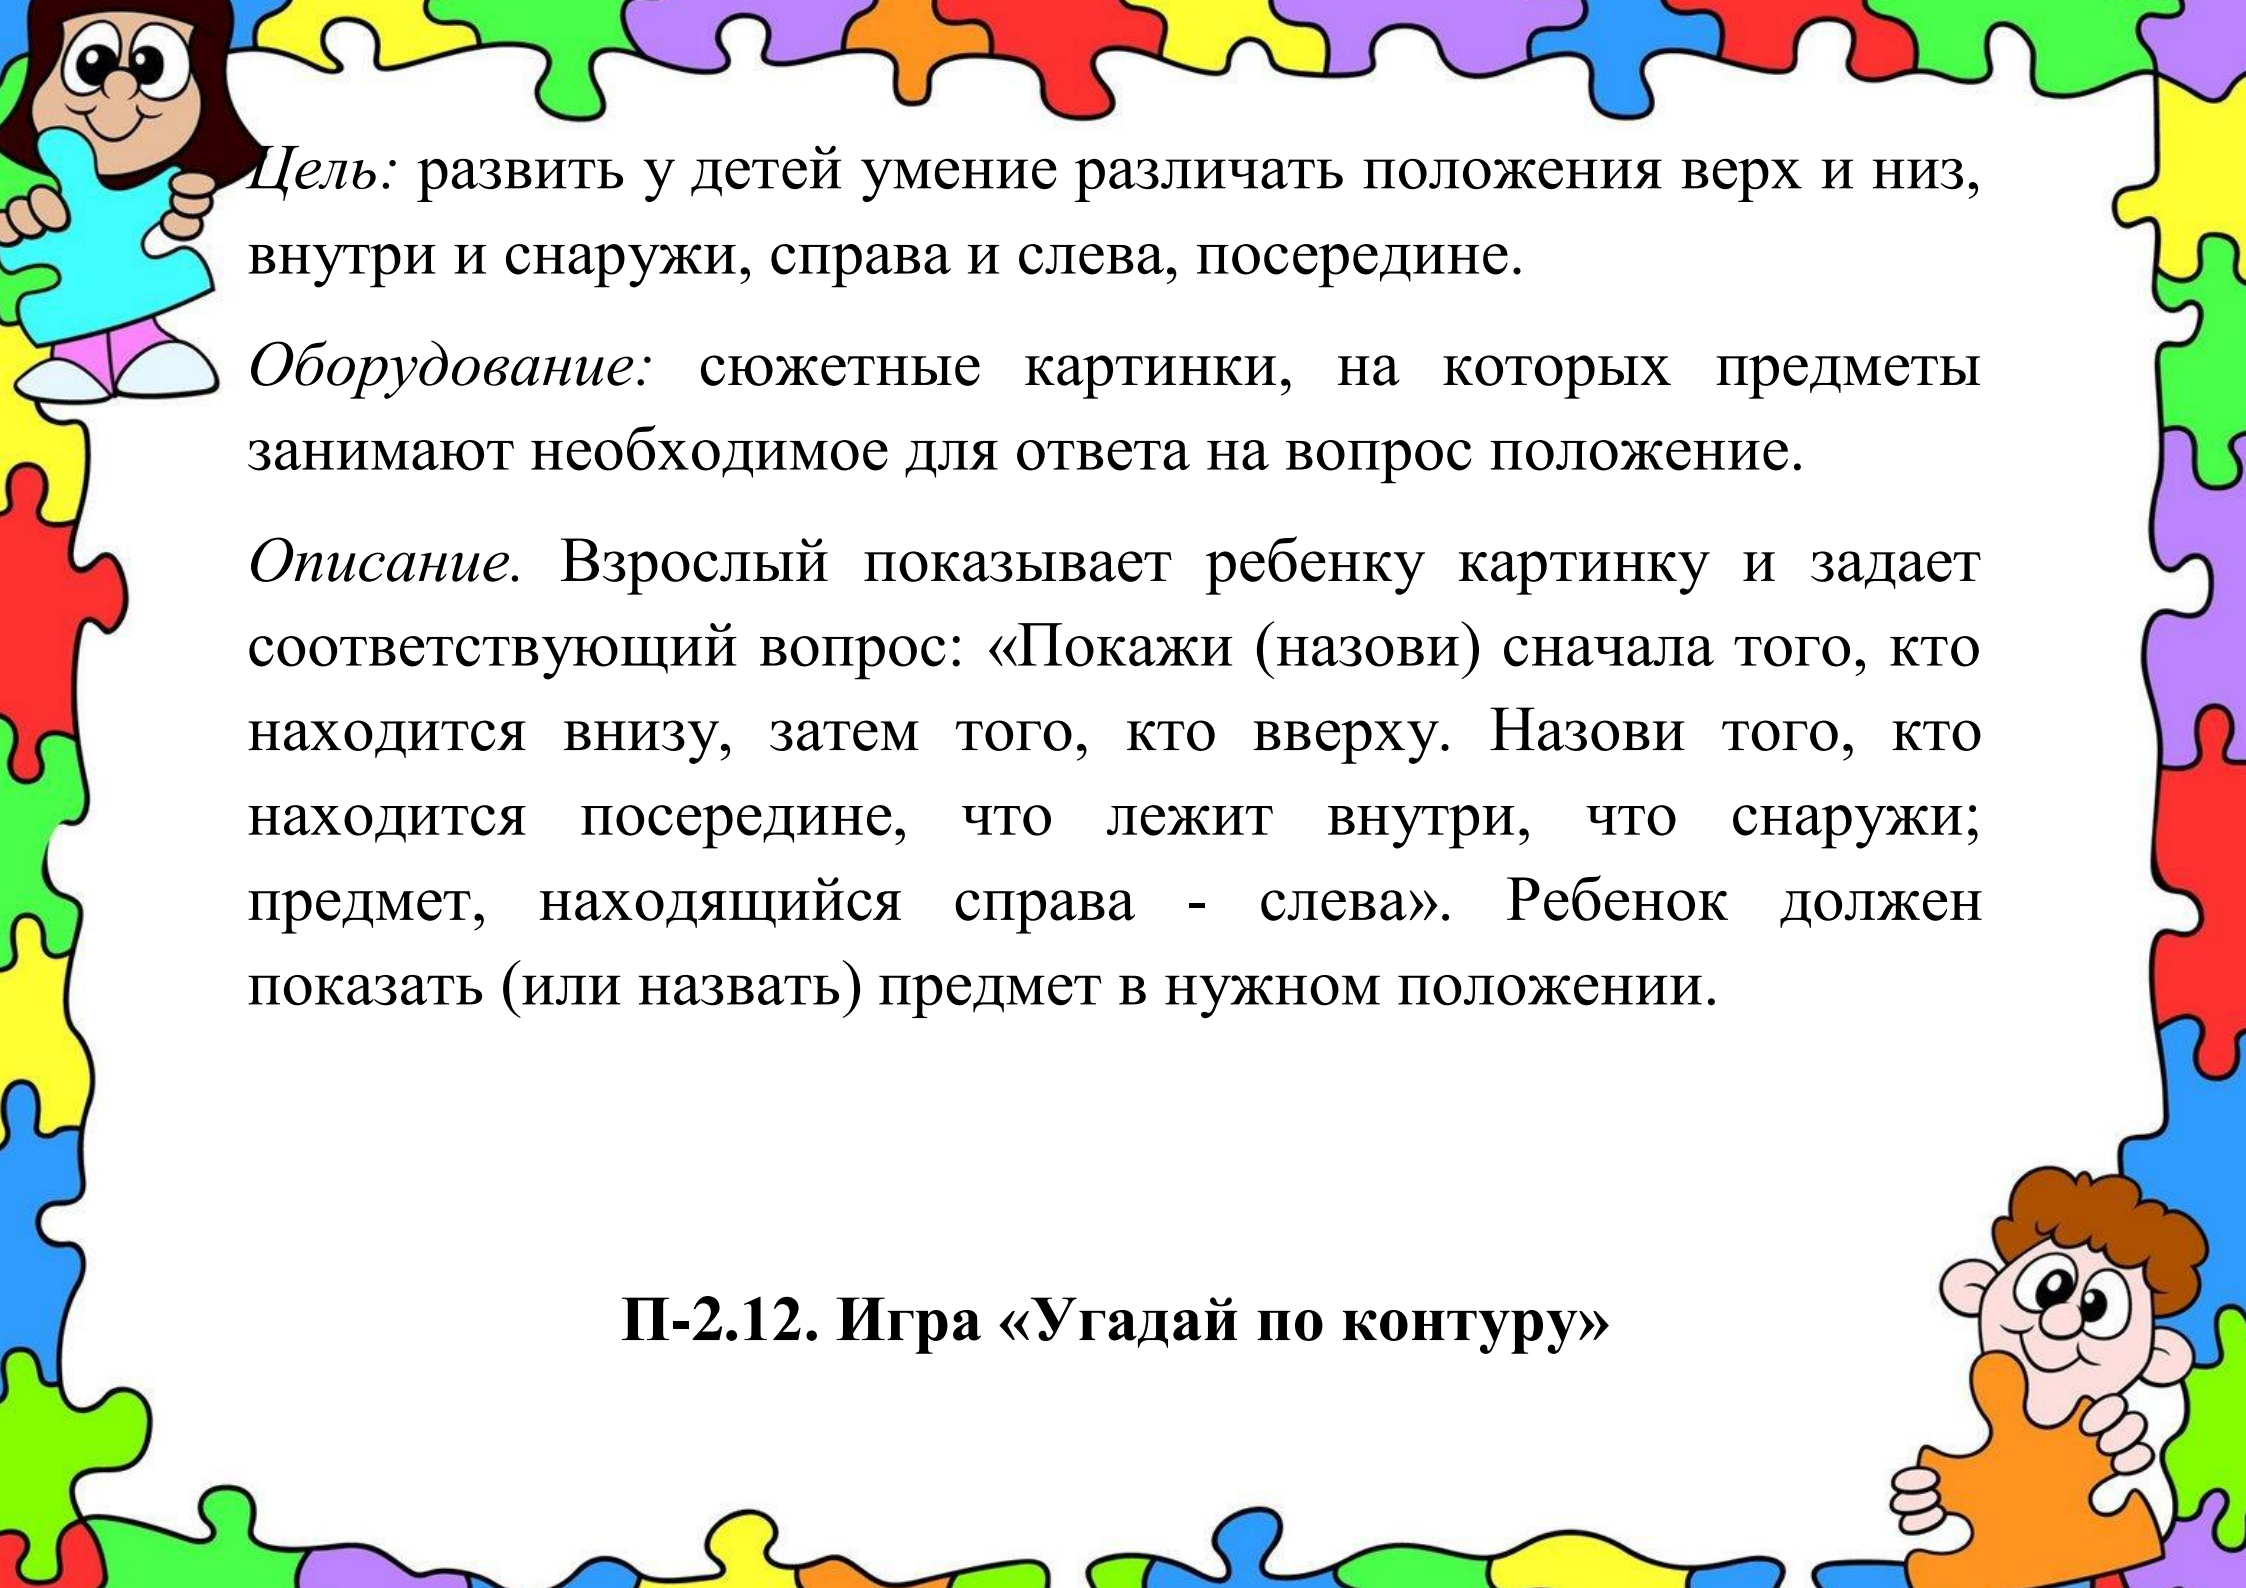 Цель: развить у детей умение различать положения верх и низ,
внутри и снаружи, справа и слева, посередине.
Оборудование: сюжетные картинки, на которых предметы
занимают необходимое для ответа на вопрос положение.
Описание. Взрослый показывает ребенку картинку и задает
соответствующий вопрос: «Покажи (назови) сначала того, кто
находится внизу, затем того, кто вверху. Назови того, кто
находится посередине, что лежит внутри, что снаружи;
предмет, находящийся справа - слева». Ребенок должен
показать (или назвать) предмет в нужном положении.
П-2.12. Игра «Угадай по контуру»